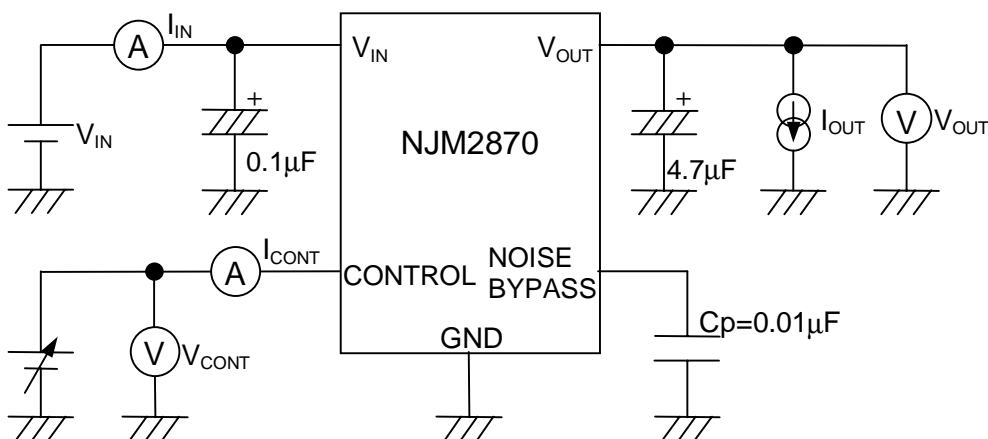 I_IN
A
V_IN
+
0.1μF
V_IN
V_OUT
NJM2870
CONTROL
NOISE
BYPASS
GND
+
4.7μF
I_OUT
V
V_OUT
I_CONT
A
V
V_CONT
Cp=0.01μF